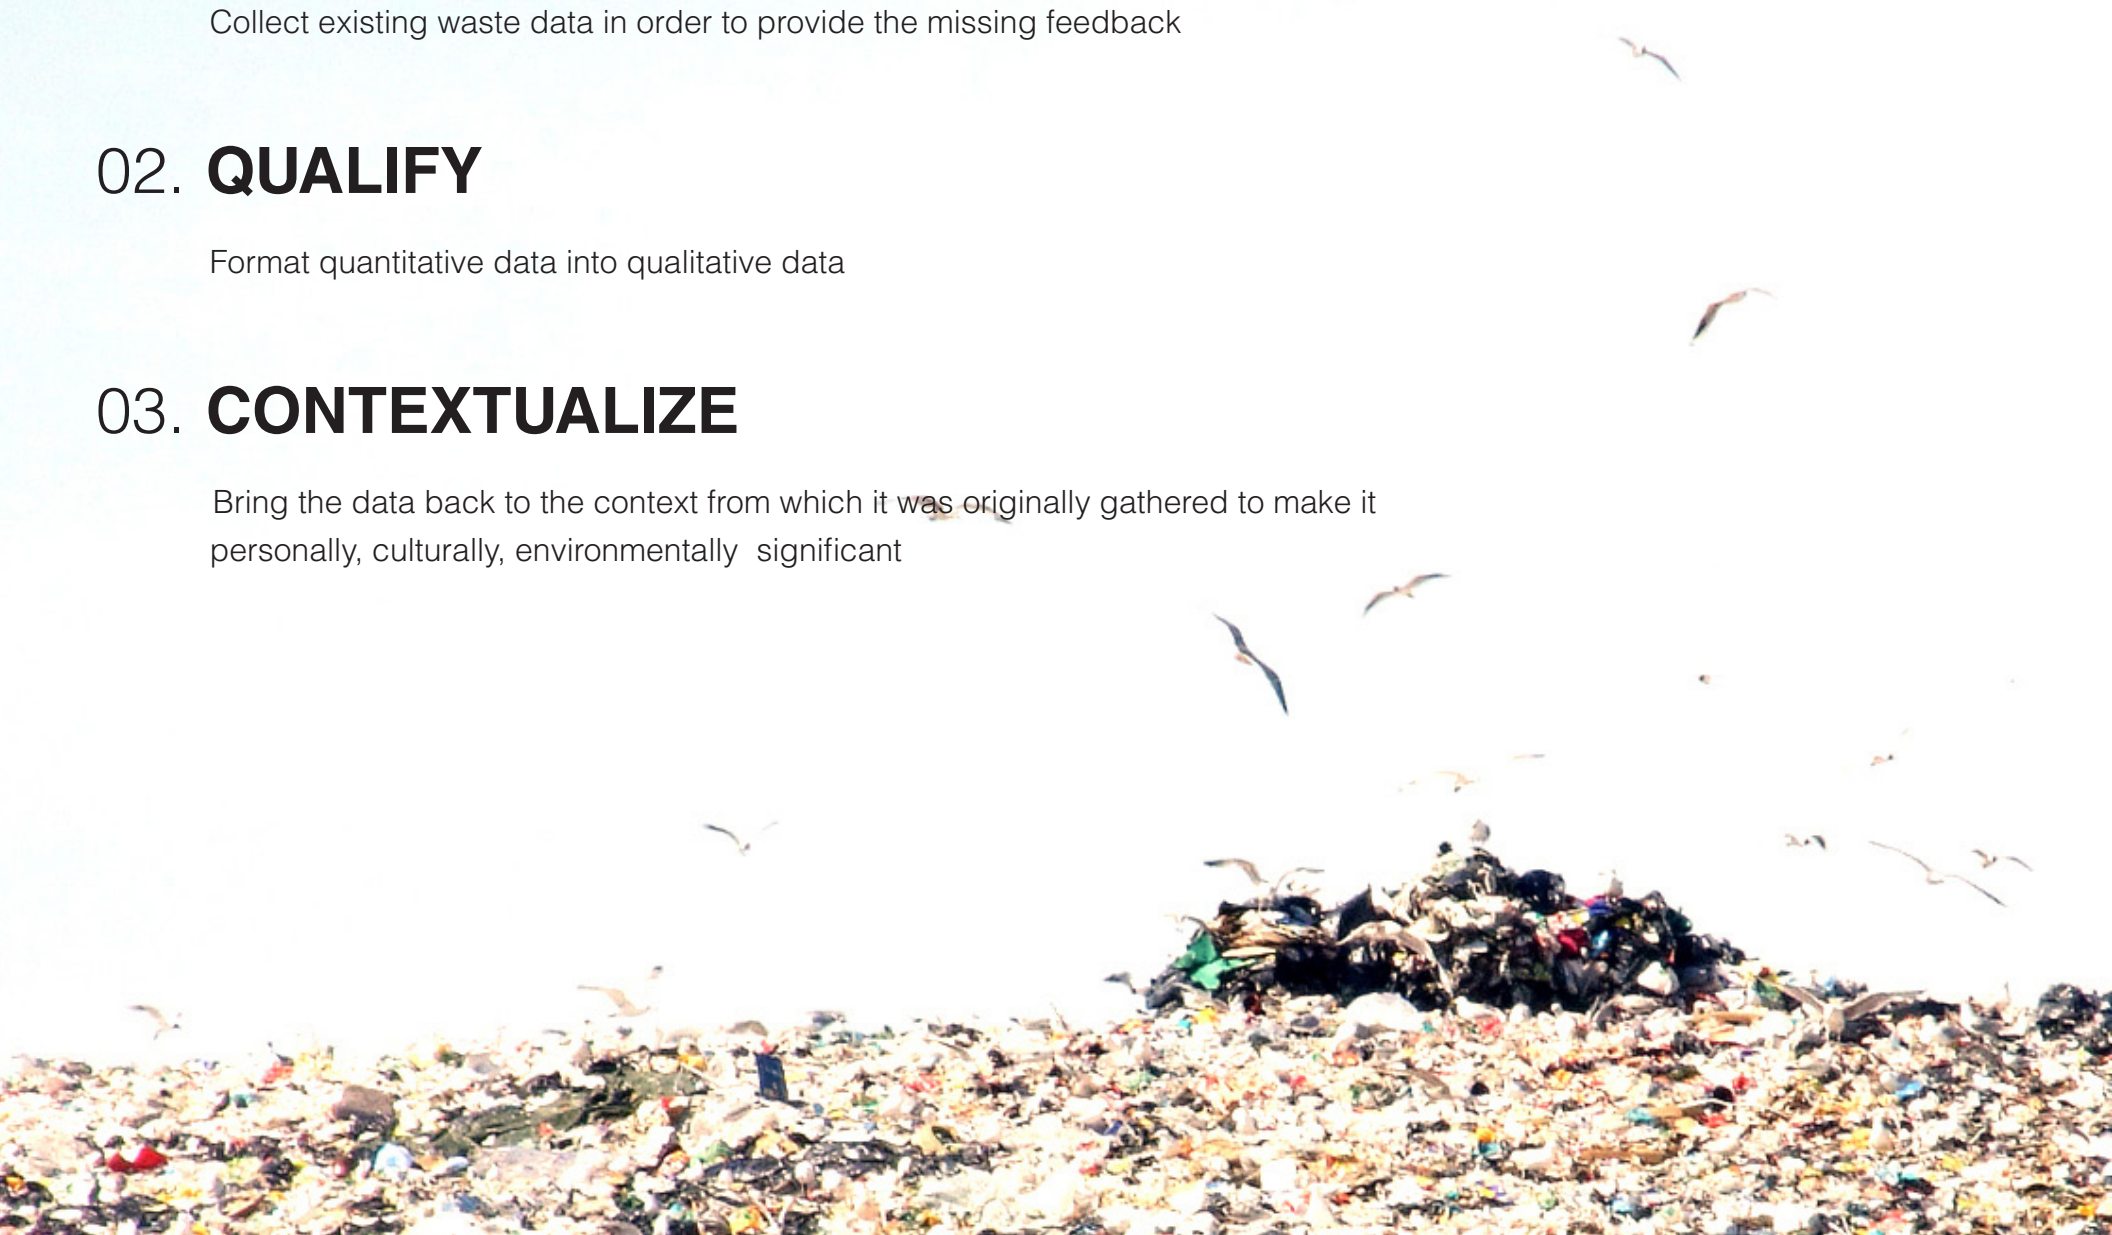 Collect existing waste data in order to provide the missing feedback
02. QUALIFY
Format quantitative data into qualitative data
03. CONTEXTUALIZE
Bring the data back to the context from which it was originally gathered to make it
personally, culturally, environmentally  significant